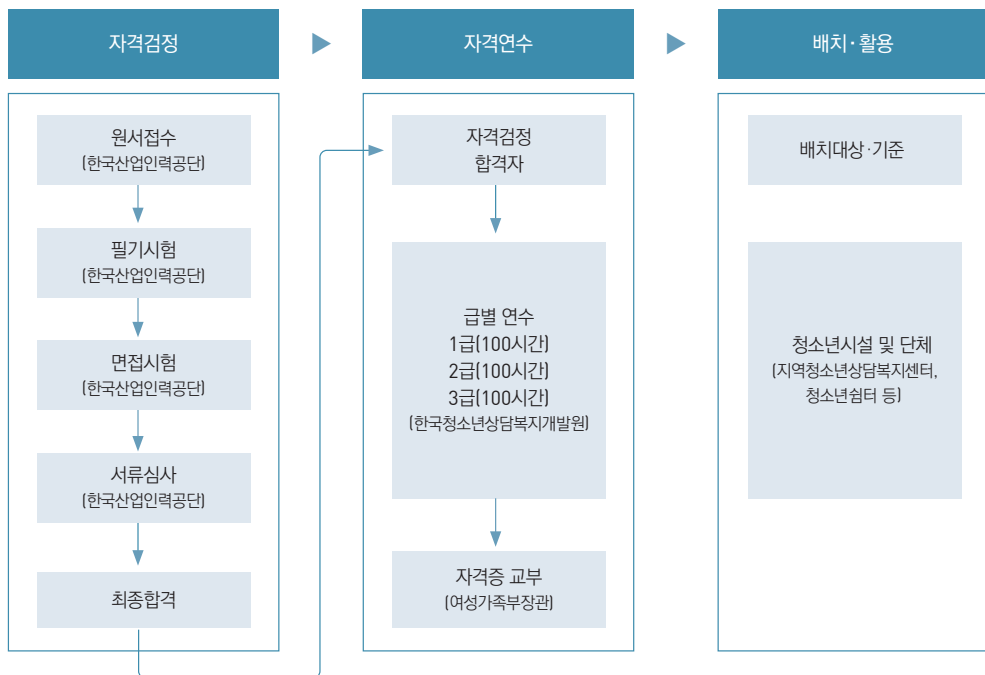 자격검정
자격연수
배치·활용
원서접수
(한국산업인력공단)
필기시험
(한국산업인력공단)
면접시험
(한국산업인력공단)
서류심사
(한국산업인력공단)
최종합격
자격검정
합격자
급별 연수
1급(100시간)
2급(100시간)
3급(100시간)
(한국청소년상담복지개발원)
자격증 교부
(여성가족부장관)
배치대상·기준
청소년시설 및 단체
(지역청소년상담복지센터,
청소년쉼터 등)